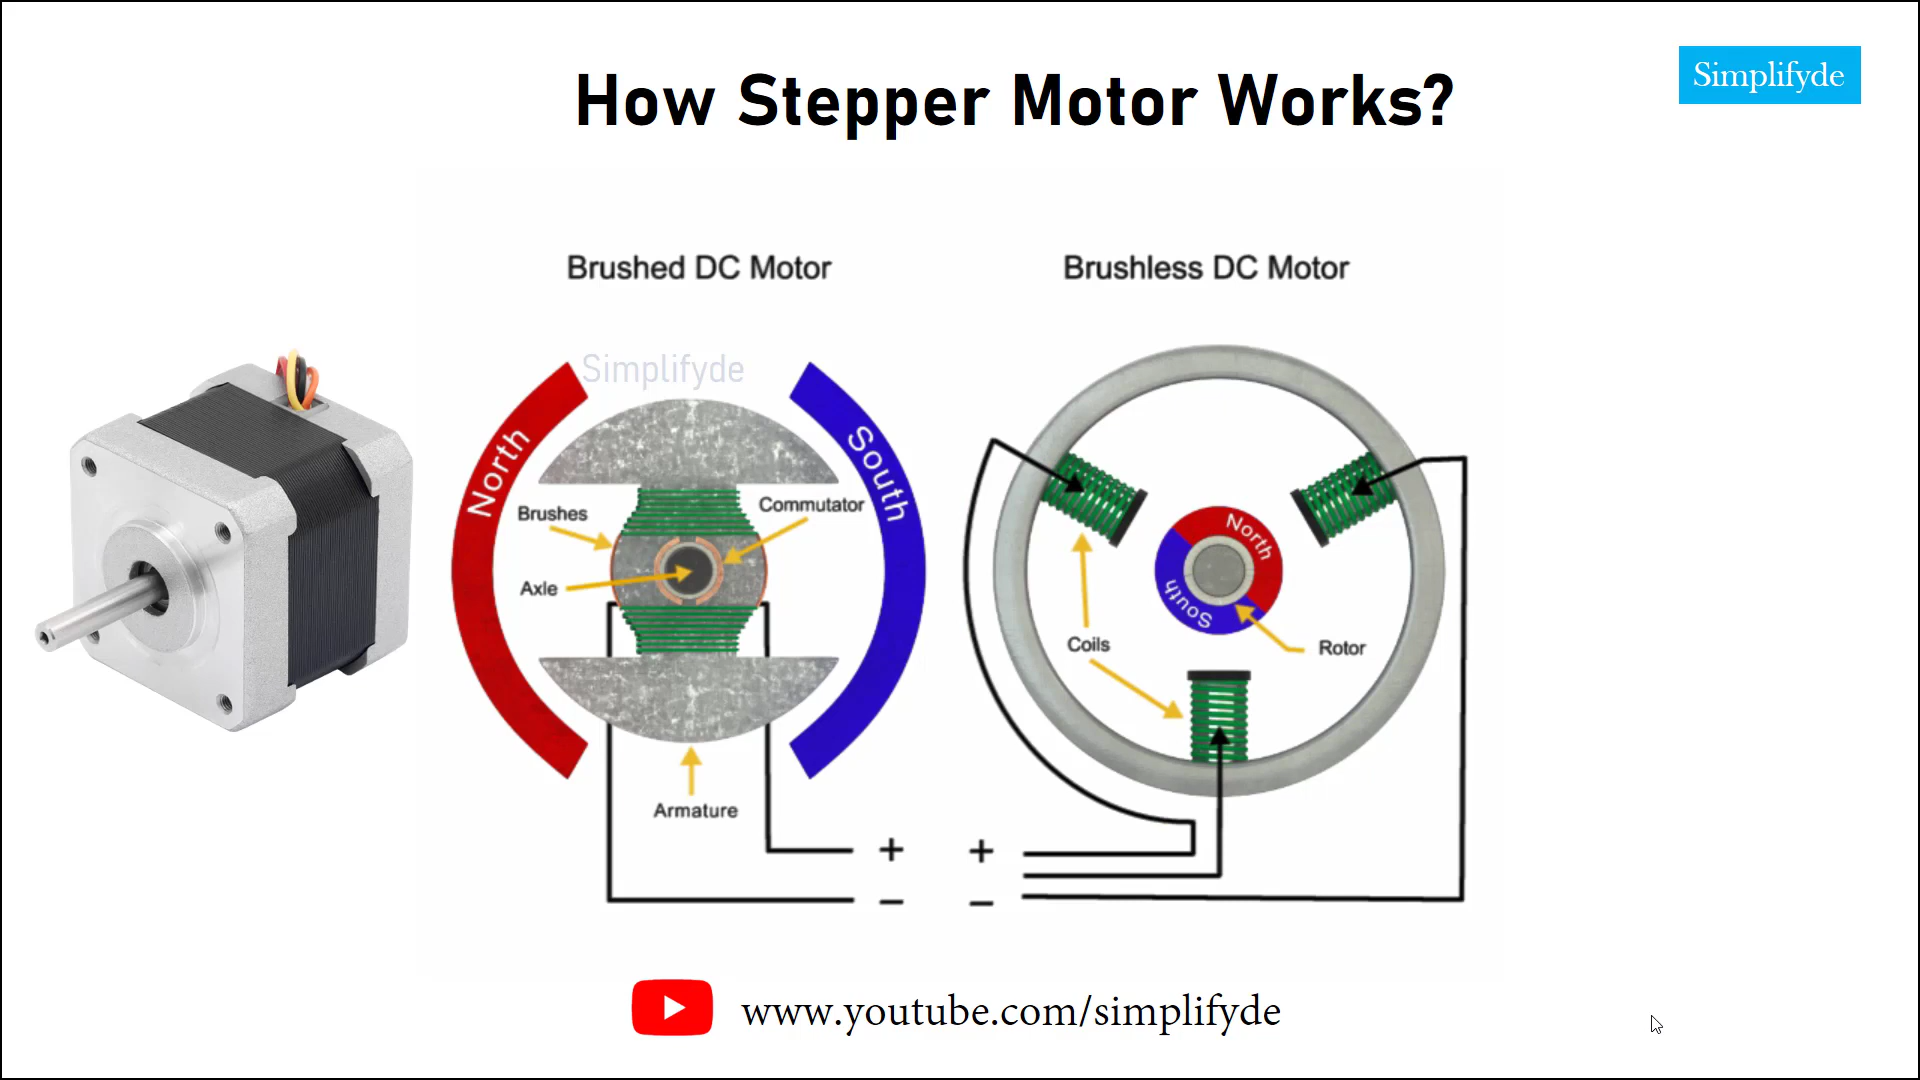 How Stepper Motor Works?
Simplifyde
Brushed DC Motor
Brushless DC Motor
Simplifyde
North
South
Brushes
Commutator
Axle
Armature
North
South
Coils
Rotor
+
+
–
–
www.youtube.com/simplifyde